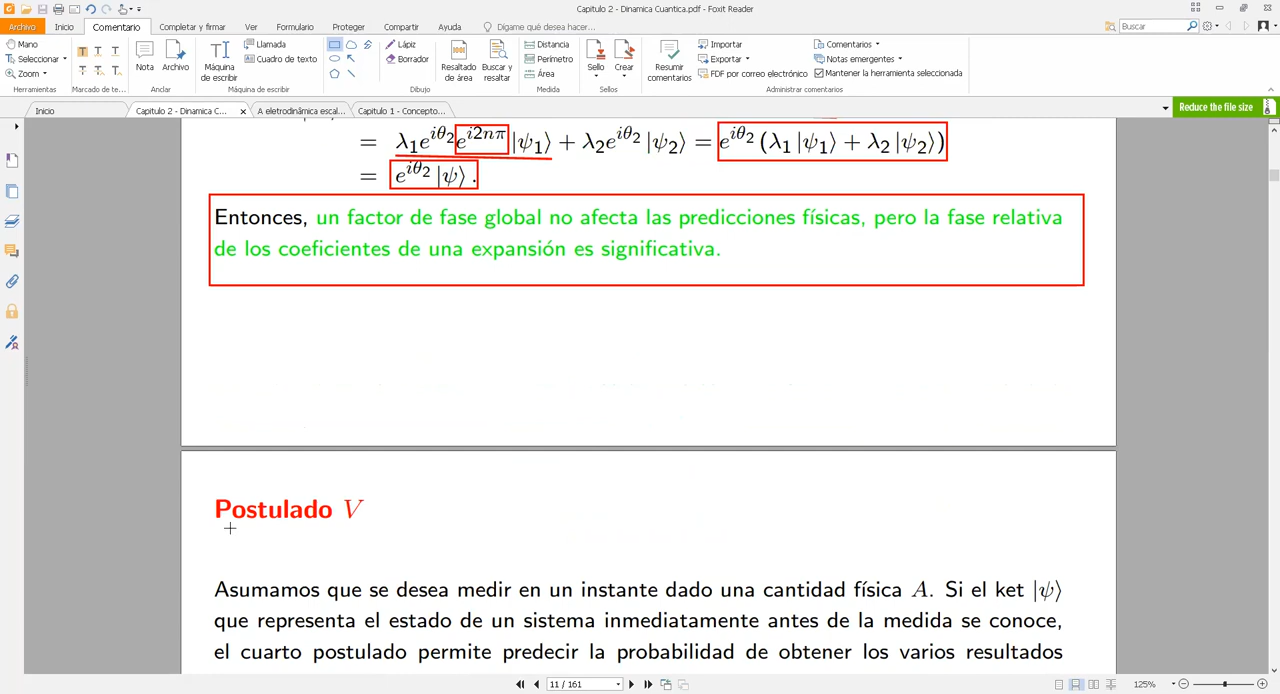 Capitulo 2 - Dinamica Cuantica.pdf - Foxit Reader
Archivo Inicio Comentario Completar y firmar Ver Formulario Proteger Compartir Ayuda Dígame qué desea hacer... Buscar
Mano
Seleccionar
Zoom
Herramientas
Marcado de te...
Nota
Archivo
Anclar
Máquina de escribir
Llamada
Cuadro de texto
Máquina de escribir
Lápiz
Borrador
Dibujo
Resaltado de área
Buscar y resaltar
Distancia
Perímetro
Área
Medida
Sello
Crear
Sellos
Resumir comentarios
Importar
Exportar
FDF por correo electrónico
Comentarios
Notas emergentes
Mantener la herramienta seleccionada
Administrar comentarios
Inicio Capitulo 2 - Dinamica C... A eletrodinâmica escal... Capitulo 1 - Concepto... Reduce the file size
= λ₁e^{iθ₂}e^{i2nπ}|ψ₁⟩ + λ₂e^{iθ₂}|ψ₂⟩ = e^{iθ₂}(λ₁|ψ₁⟩ + λ₂|ψ₂⟩)
= e^{iθ₂}|ψ⟩.
Entonces, un factor de fase global no afecta las predicciones físicas, pero la fase relativa
de los coeficientes de una expansión es significativa.
Postulado V
Asumamos que se desea medir en un instante dado una cantidad física A. Si el ket |ψ⟩
que representa el estado de un sistema inmediatamente antes de la medida se conoce,
el cuarto postulado permite predecir la probabilidad de obtener los varios resultados
11 / 161 125%